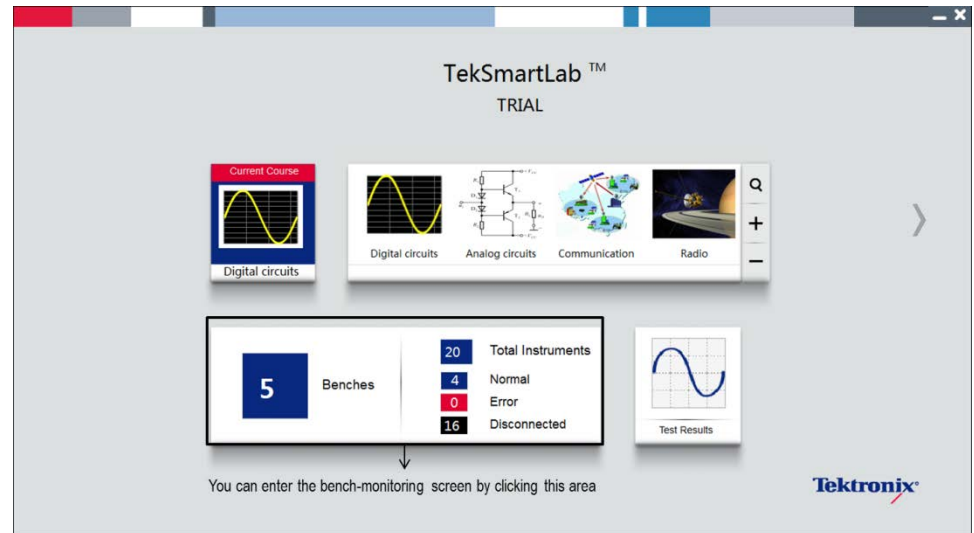 TekSmartLab ™
TRIAL
Current Course
Digital circuits
Digital circuits
Analog circuits
Communication
Radio
5
Benches
20 Total Instruments
4 Normal
0 Error
16 Disconnected
Test Results
You can enter the bench-monitoring screen by clicking this area
Tektronix